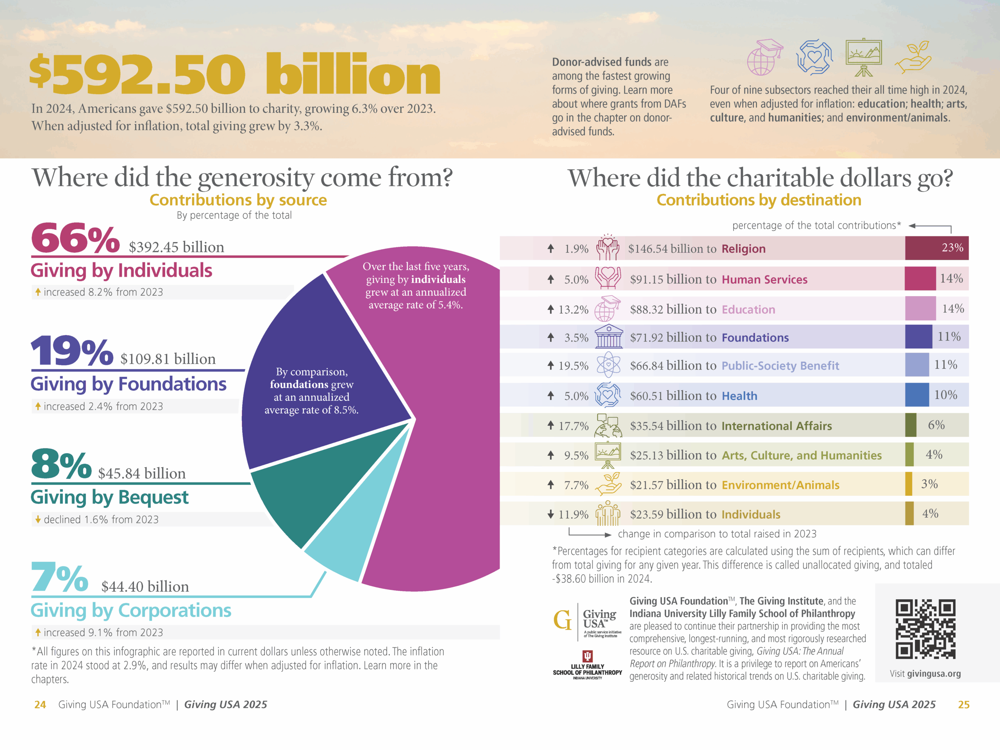 $592.50 billion
In 2024, Americans gave $592.50 billion to charity, growing 6.3% over 2023.
When adjusted for inflation, total giving grew by 3.3%.
Donor-advised funds are
among the fastest growing
forms of giving. Learn more
about where grants from DAFs
go in the chapter on donor-
advised funds.
Four of nine subsectors reached their all time high in 2024,
even when adjusted for inflation: education; health; arts,
culture, and humanities; and environment/animals.
Where did the generosity come from?
Contributions by source
By percentage of the total
66% $392.45 billion
Giving by Individuals
increased 8.2% from 2023
19% $109.81 billion
Giving by Foundations
increased 2.4% from 2023
8% $45.84 billion
Giving by Bequest
declined 1.6% from 2023
7% $44.40 billion
Giving by Corporations
increased 9.1% from 2023
Over the last five years,
giving by individuals
grew at an annualized
average rate of 5.4%.
By comparison,
foundations grew
at an annualized
average rate of 8.5%.
*All figures on this infographic are reported in current dollars unless otherwise noted. The inflation
rate in 2024 stood at 2.9%, and results may differ when adjusted for inflation. Learn more in the
chapters.
24 Giving USA Foundation™ | Giving USA 2025
Where did the charitable dollars go?
Contributions by destination
percentage of the total contributions*
1.9% $146.54 billion to Religion 23%
5.0% $91.15 billion to Human Services 14%
13.2% $88.32 billion to Education 14%
3.5% $71.92 billion to Foundations 11%
19.5% $66.84 billion to Public-Society Benefit 11%
5.0% $60.51 billion to Health 10%
17.7% $35.54 billion to International Affairs 6%
9.5% $25.13 billion to Arts, Culture, and Humanities 4%
7.7% $21.57 billion to Environment/Animals 3%
11.9% $23.59 billion to Individuals 4%
change in comparison to total raised in 2023
*Percentages for recipient categories are calculated using the sum of recipients, which can differ
from total giving for any given year. This difference is called unallocated giving, and totaled
-$38.60 billion in 2024.
G Giving
USA™
A public service initiative
of The Giving Institute
LILLY FAMILY
SCHOOL OF PHILANTHROPY
INDIANA UNIVERSITY
Giving USA Foundation™, The Giving Institute, and the
Indiana University Lilly Family School of Philanthropy
are pleased to continue their partnership in providing the most
comprehensive, longest-running, and most rigorously researched
resource on U.S. charitable giving, Giving USA: The Annual
Report on Philanthropy. It is a privilege to report on Americans’
generosity and related historical trends on U.S. charitable giving.
Visit givingusa.org
Giving USA Foundation™ | Giving USA 2025 25